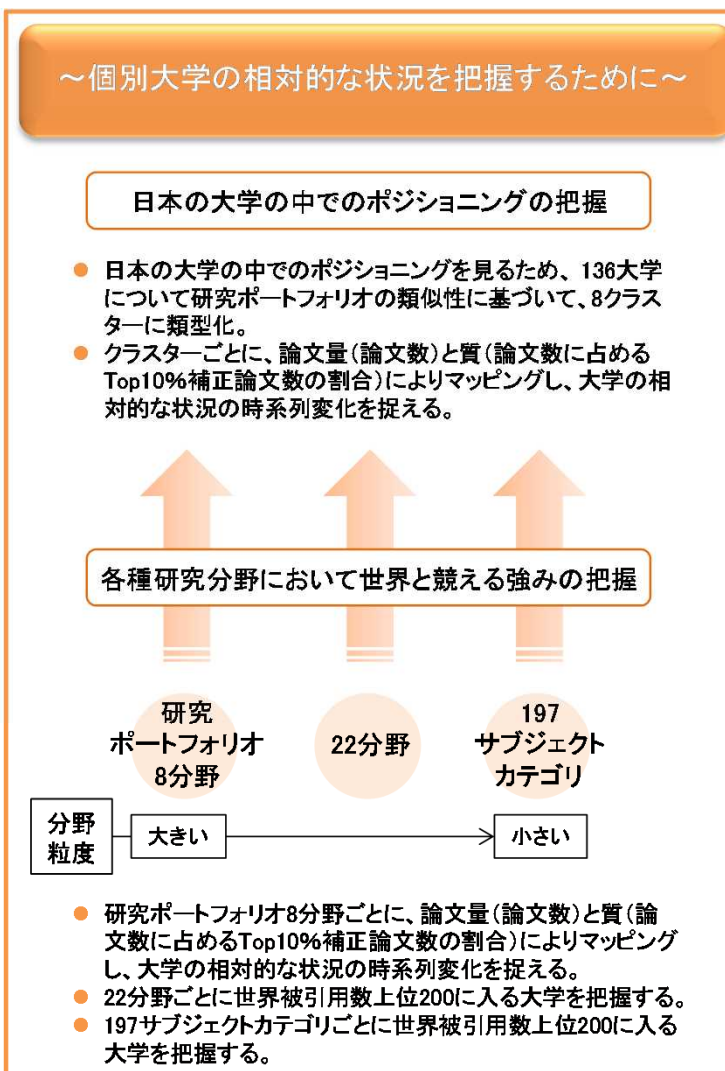 ～個別大学の相対的な状況を把握するために～
日本の大学の中でのポジショニングの把握
● 日本の大学の中でのポジショニングを見るため、136大学
について研究ポートフォリオの類似性に基づいて、8クラス
ターに類型化。
● クラスターごとに、論文量(論文数)と質(論文数に占める
Top10%補正論文数の割合)によりマッピングし、大学の相
対的な状況の時系列変化を捉える。
各種研究分野において世界と競える強みの把握
研究
ポートフォリオ
8分野
22分野
197
サブジェクト
カテゴリ
分野
粒度
大きい
小さい
● 研究ポートフォリオ8分野ごとに、論文量(論文数)と質(論
文数に占めるTop10%補正論文数の割合)によりマッピング
し、大学の相対的な状況の時系列変化を捉える。
● 22分野ごとに世界被引用数上位200に入る大学を把握する。
● 197サブジェクトカテゴリごとに世界被引用数上位200に入る
大学を把握する。